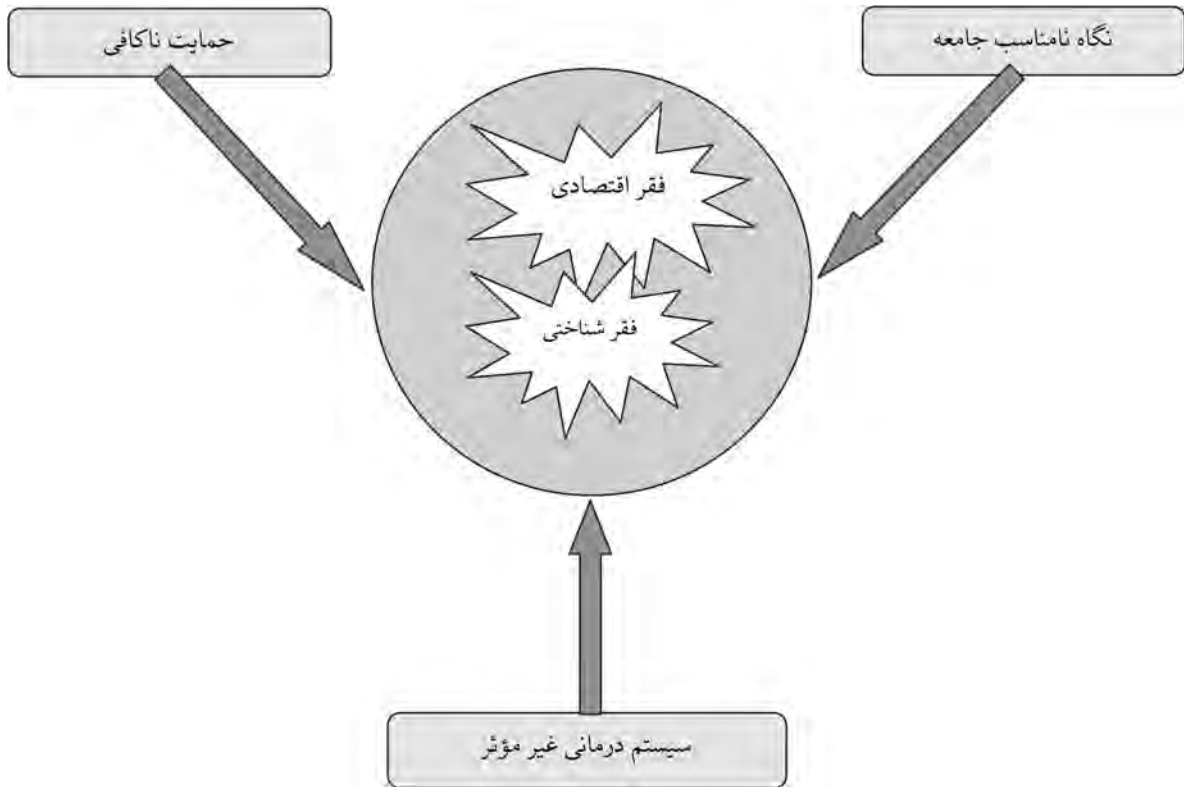 نگاه نامناسب جامعه
حمایت ناکافی
فقر اقتصادی
فقر شناختی
سیستم درمانی غیر مؤثر